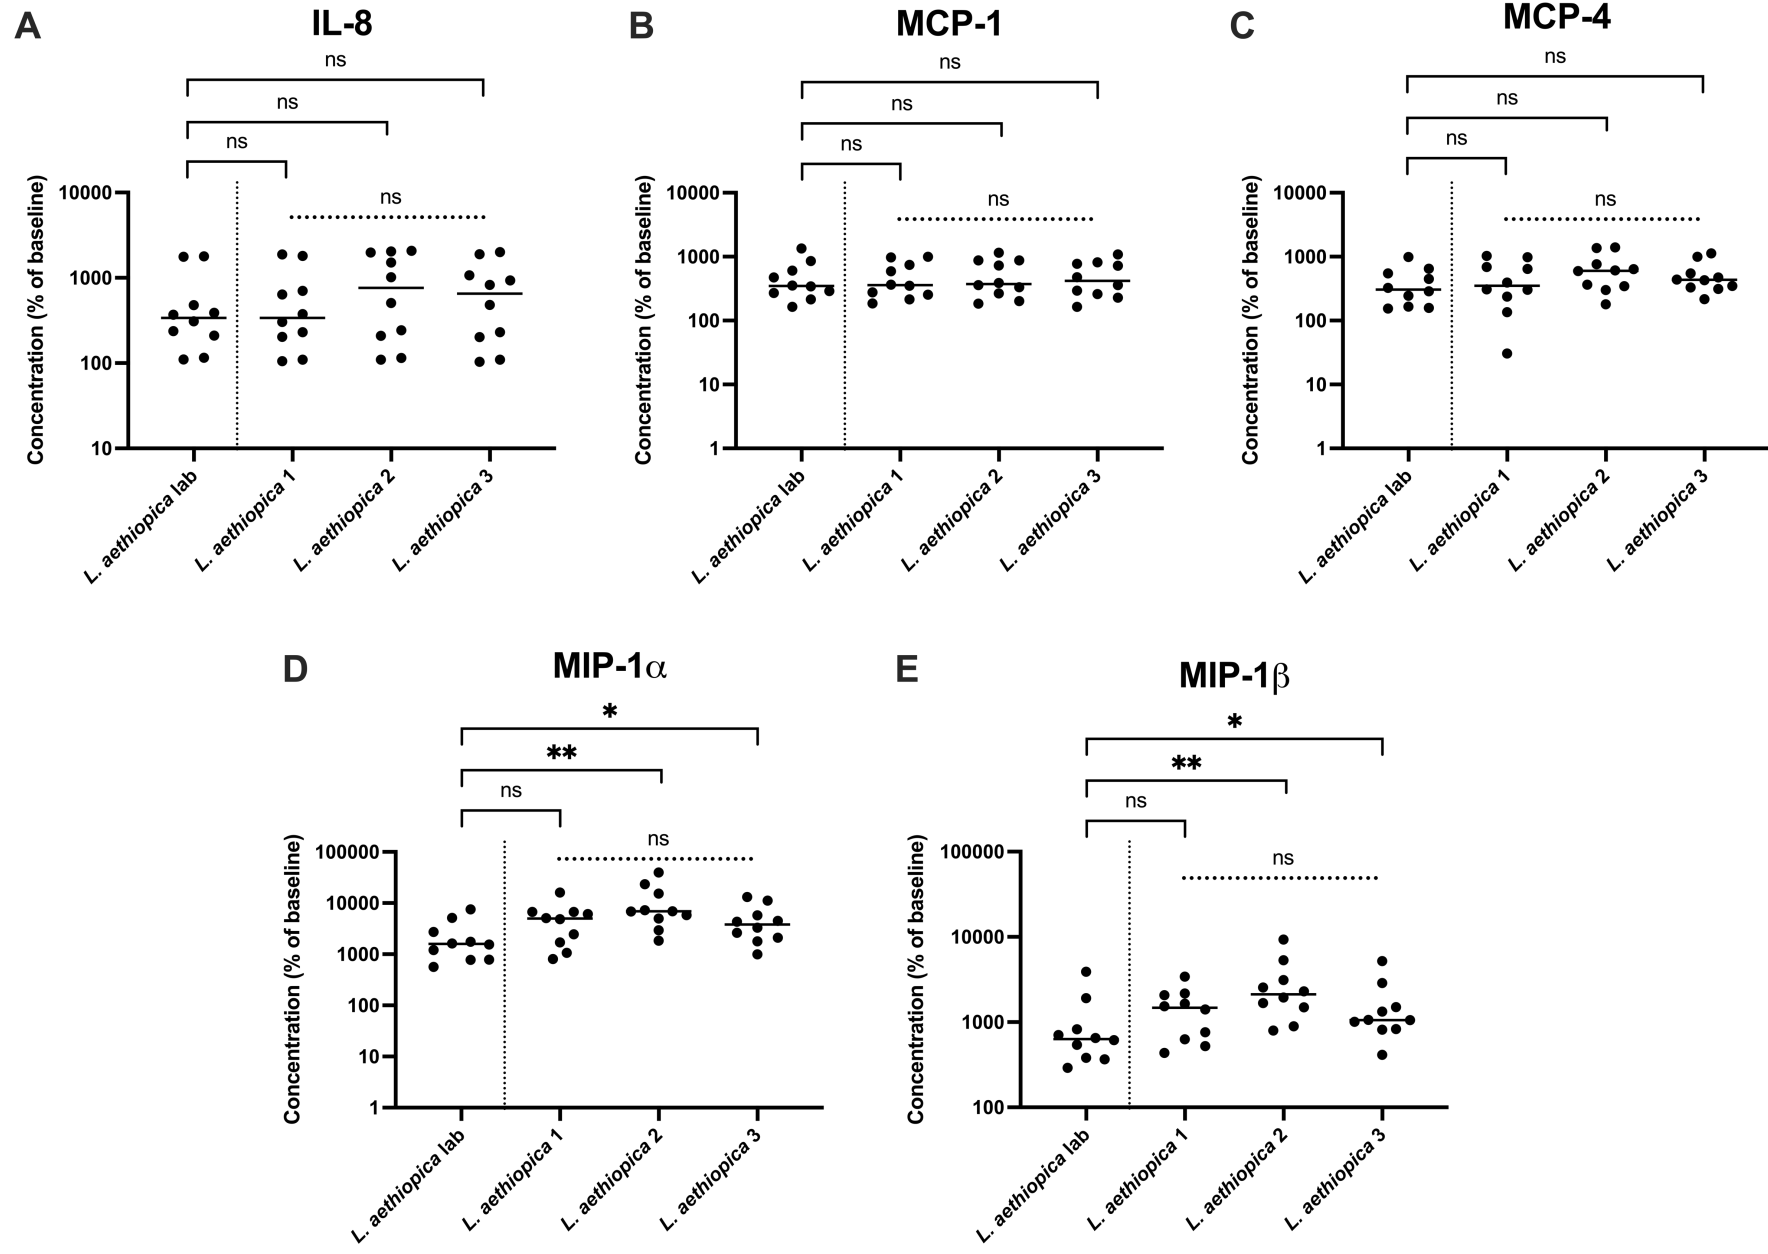 A
IL-8
ns
ns
ns
ns
Concentration (% of baseline)
10000
1000
100
10
L. aethiopica lab
L. aethiopica 1
L. aethiopica 2
L. aethiopica 3
B
MCP-1
ns
ns
ns
ns
Concentration (% of baseline)
10000
1000
100
10
1
L. aethiopica lab
L. aethiopica 1
L. aethiopica 2
L. aethiopica 3
C
MCP-4
ns
ns
ns
ns
Concentration (% of baseline)
10000
1000
100
10
1
L. aethiopica lab
L. aethiopica 1
L. aethiopica 2
L. aethiopica 3
D
MIP-1α
*
**
ns
ns
Concentration (% of baseline)
100000
10000
1000
100
10
1
L. aethiopica lab
L. aethiopica 1
L. aethiopica 2
L. aethiopica 3
E
MIP-1β
*
**
ns
ns
Concentration (% of baseline)
100000
10000
1000
100
L. aethiopica lab
L. aethiopica 1
L. aethiopica 2
L. aethiopica 3